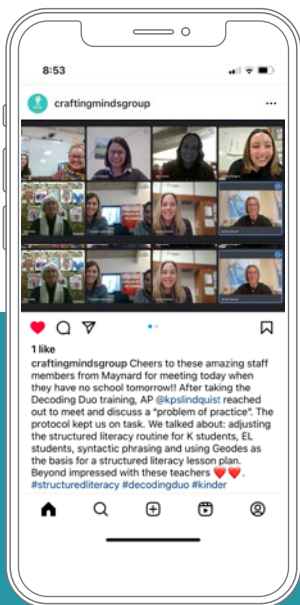 8:53
craftingmindsgroup
1 like
craftingmindsgroup Cheers to these amazing staff
members from Maynard for meeting today when
they have no school tomorrow!! After taking the
Decoding Duo training, AP @kpslindquist reached
out to meet and discuss a "problem of practice". The
protocol kept us on task. We talked about: adjusting
the structured literacy routine for K students, EL
students, syntactic phrasing and using Geodes as
the basis for a structured literacy lesson plan.
Beyond impressed with these teachers ❤️❤️.
#structuredliteracy #decodingduo #kinder